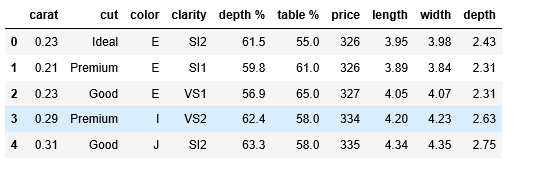 carat cut color clarity depth % table % price length width depth
0 0.23 Ideal E SI2 61.5 55.0 326 3.95 3.98 2.43
1 0.21 Premium E SI1 59.8 61.0 326 3.89 3.84 2.31
2 0.23 Good E VS1 56.9 65.0 327 4.05 4.07 2.31
3 0.29 Premium I VS2 62.4 58.0 334 4.20 4.23 2.63
4 0.31 Good J SI2 63.3 58.0 335 4.34 4.35 2.75